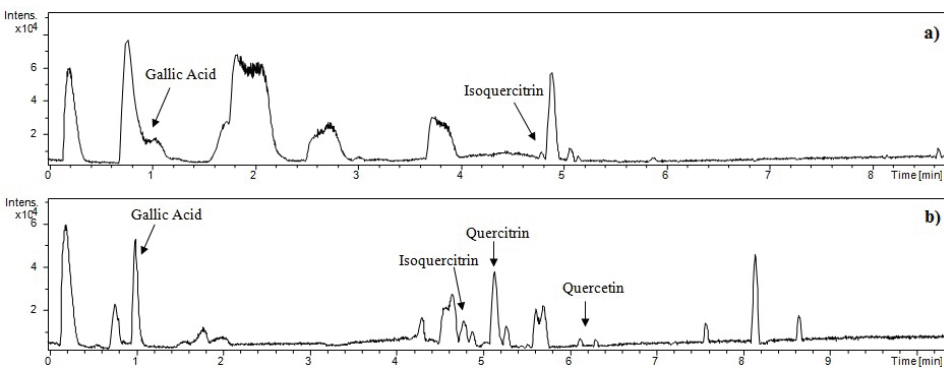 Intens.
x10⁴
a)
6
4
2
Gallic Acid
Isoquercitrin
0 1 2 3 4 5 6 7 8 Time [min]
Intens.
x10⁴
b)
6
4
2
Gallic Acid
Isoquercitrin
Quercitrin
Quercetin
0 1 2 3 4 5 6 7 8 9 Time [min]